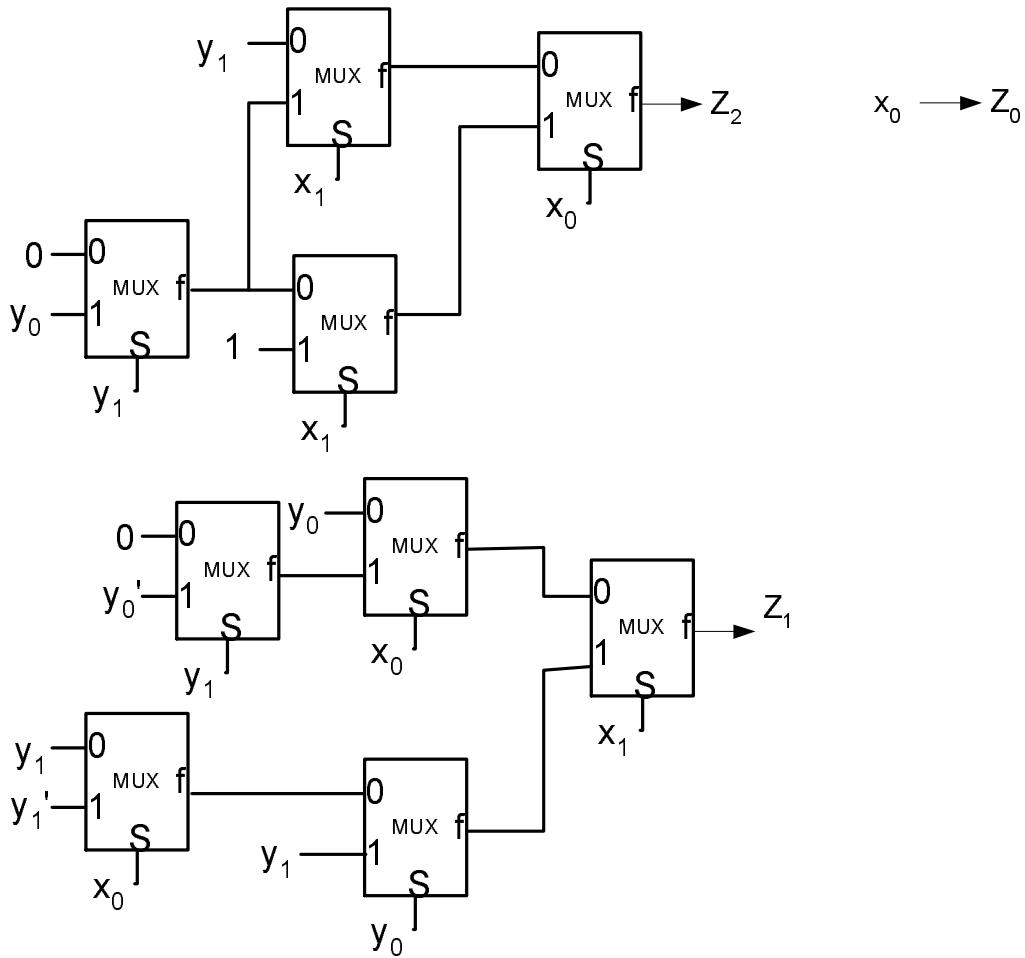 y₁ 0 MUX f 1 S x₁
0 MUX f 1 S x₀ Z₂
x₀ Z₀
0 0 MUX f y₀ 1 S y₁
0 MUX f 1 1 S x₁
0 0 MUX f y₀' 1 S y₁
y₀ 0 MUX f 1 S x₀
0 MUX f 1 S x₁ Z₁
y₁ 0 MUX f y₁' 1 S x₀
0 MUX f y₁ 1 S y₀